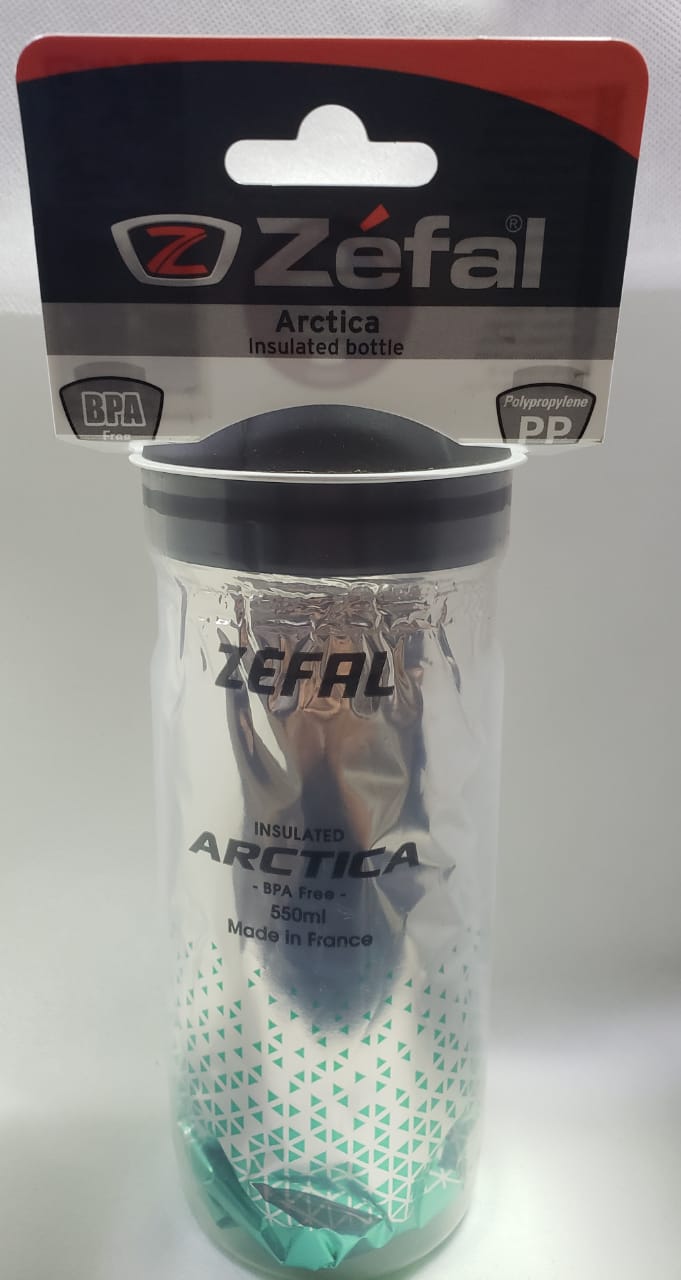 Z Zéfal®
Arctica
Insulated bottle
BPA
Free
Polypropylene
PP
ZEFAL
INSULATED
ARCTICA
- BPA Free -
550ml
Made in France